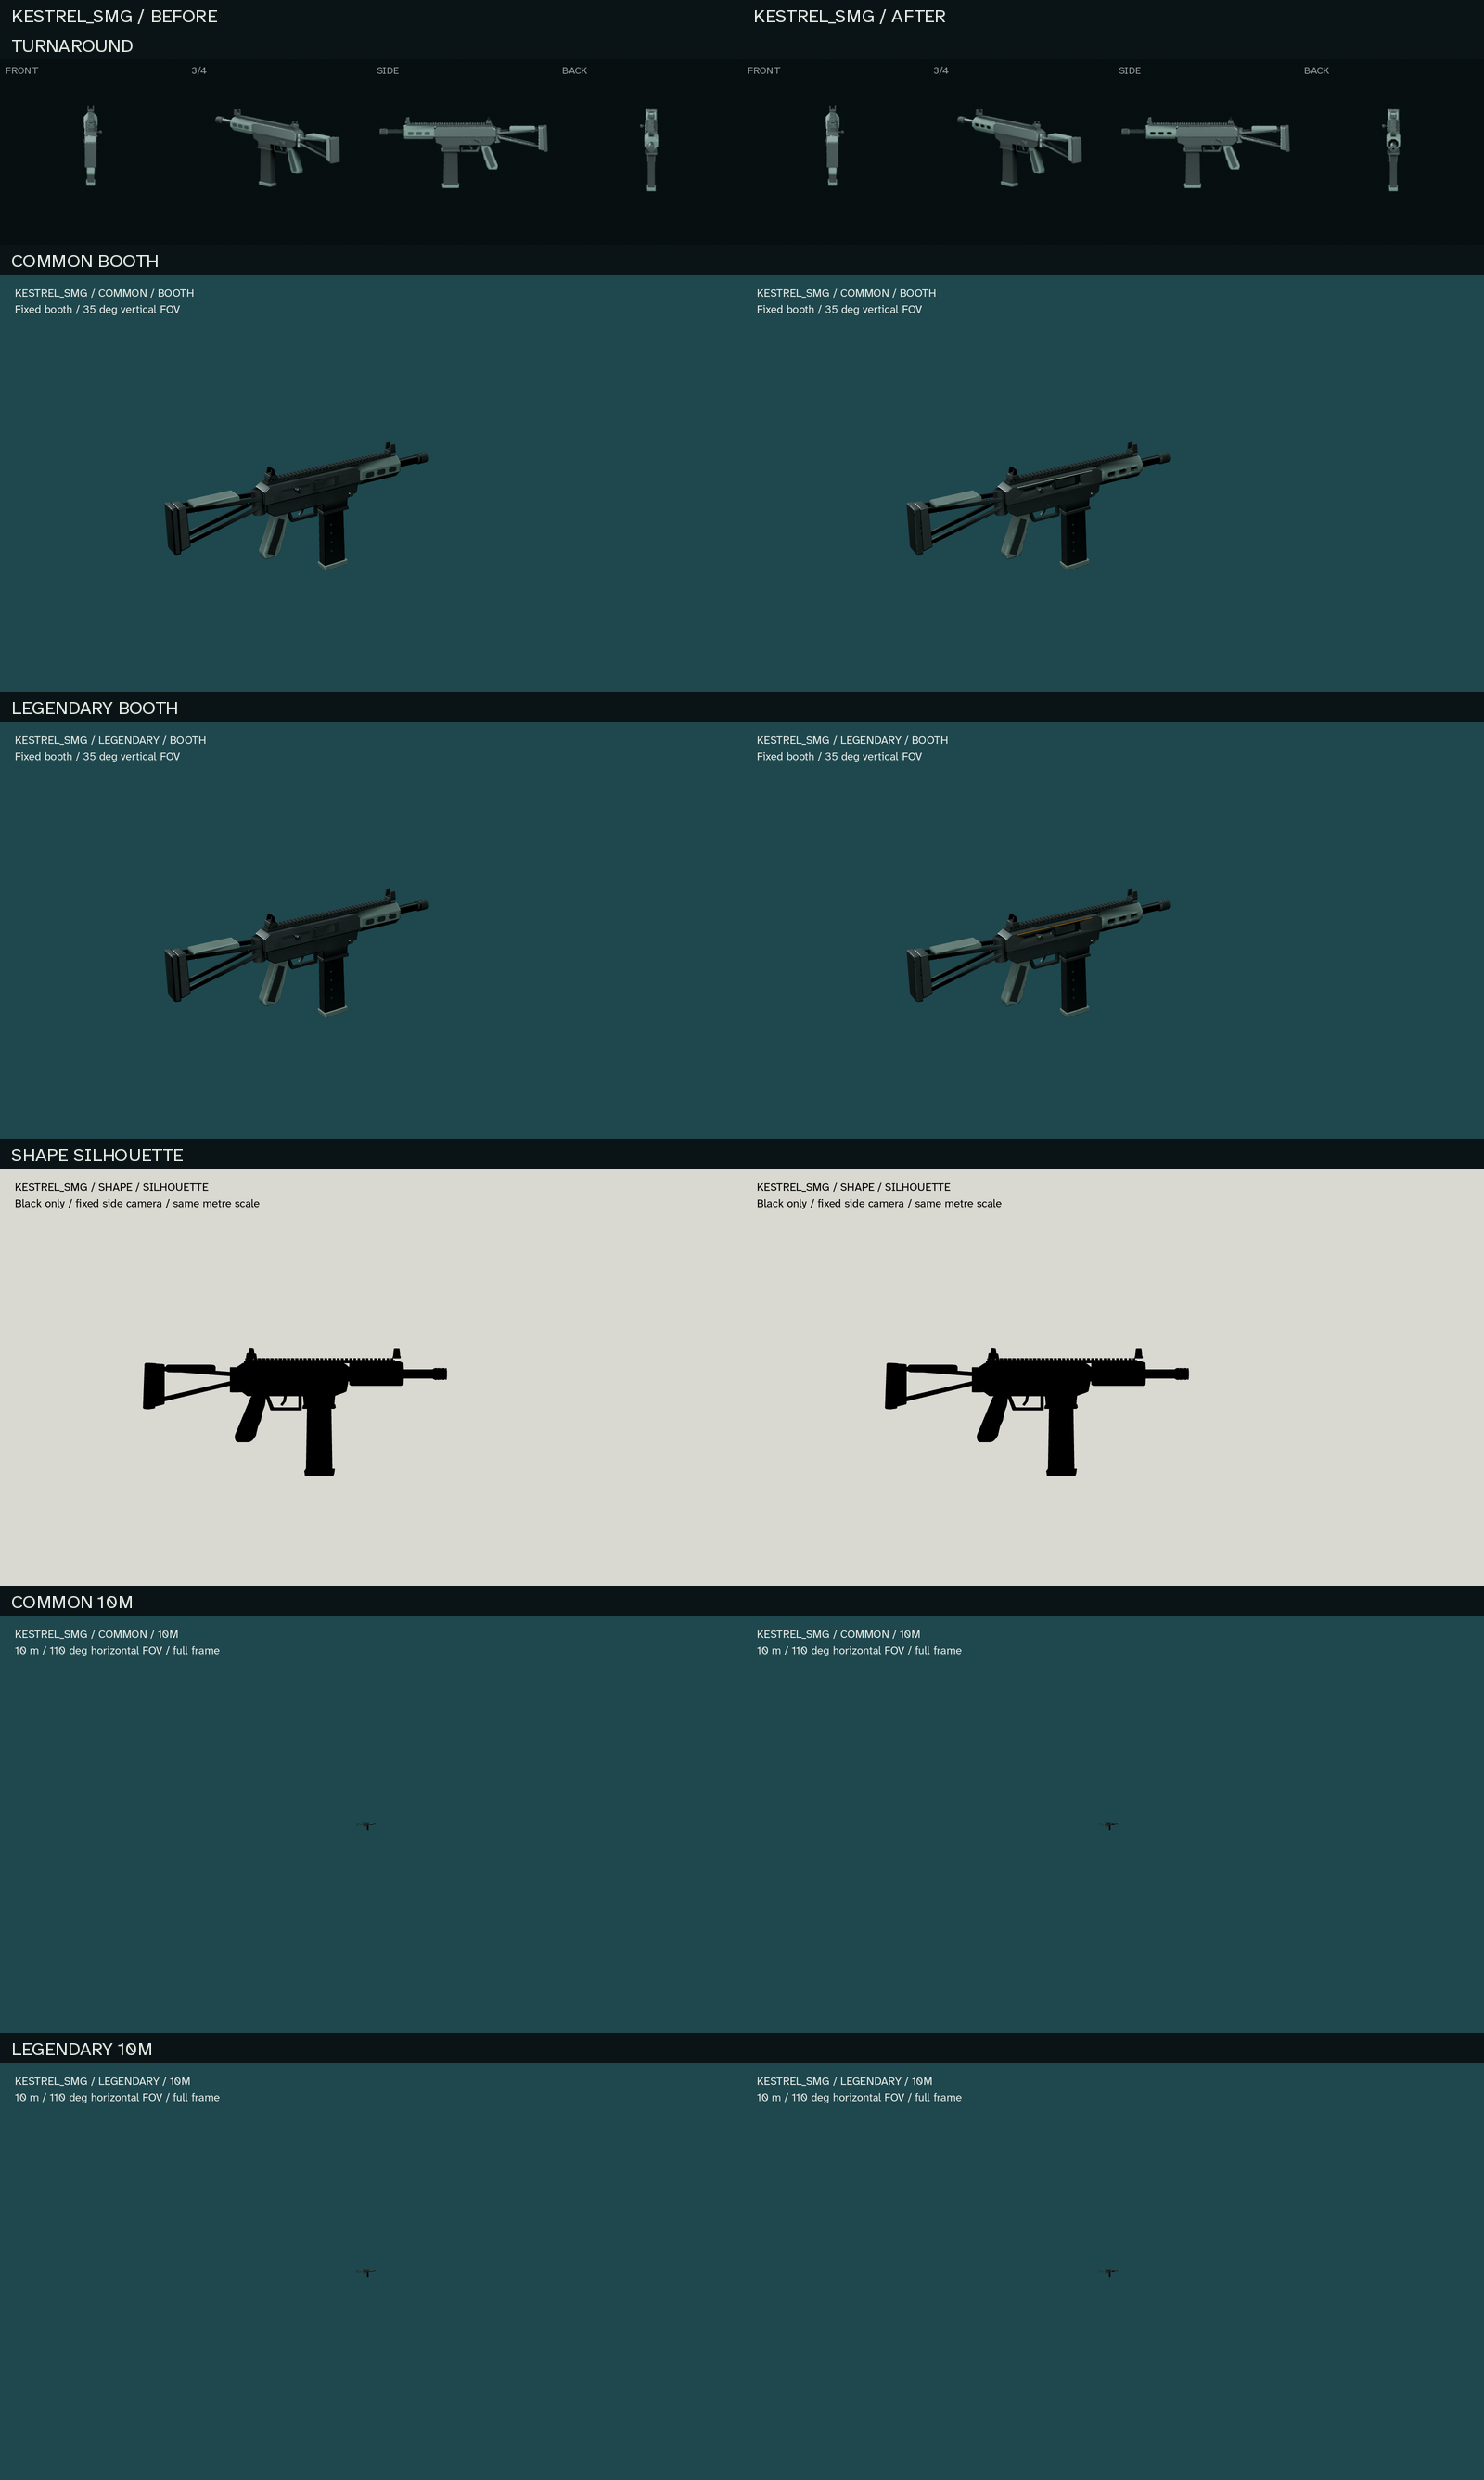 KESTREL_SMG / BEFORE
KESTREL_SMG / AFTER
TURNAROUND
FRONT
3/4
SIDE
BACK
FRONT
3/4
SIDE
BACK
COMMON BOOTH
KESTREL_SMG / COMMON / BOOTH
Fixed booth / 35 deg vertical FOV
KESTREL_SMG / COMMON / BOOTH
Fixed booth / 35 deg vertical FOV
LEGENDARY BOOTH
KESTREL_SMG / LEGENDARY / BOOTH
Fixed booth / 35 deg vertical FOV
KESTREL_SMG / LEGENDARY / BOOTH
Fixed booth / 35 deg vertical FOV
SHAPE SILHOUETTE
KESTREL_SMG / SHAPE / SILHOUETTE
Black only / fixed side camera / same metre scale
KESTREL_SMG / SHAPE / SILHOUETTE
Black only / fixed side camera / same metre scale
COMMON 10M
KESTREL_SMG / COMMON / 10M
10 m / 110 deg horizontal FOV / full frame
KESTREL_SMG / COMMON / 10M
10 m / 110 deg horizontal FOV / full frame
LEGENDARY 10M
KESTREL_SMG / LEGENDARY / 10M
10 m / 110 deg horizontal FOV / full frame
KESTREL_SMG / LEGENDARY / 10M
10 m / 110 deg horizontal FOV / full frame